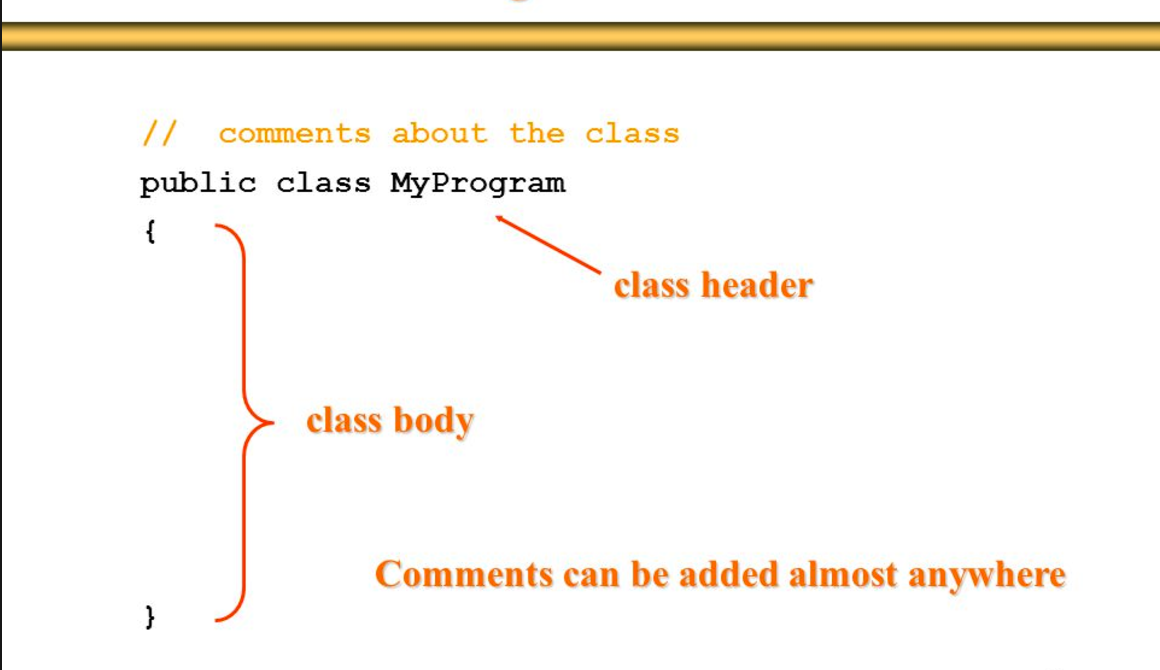 // comments about the class
public class MyProgram
{
class header
class body
Comments can be added almost anywhere
}